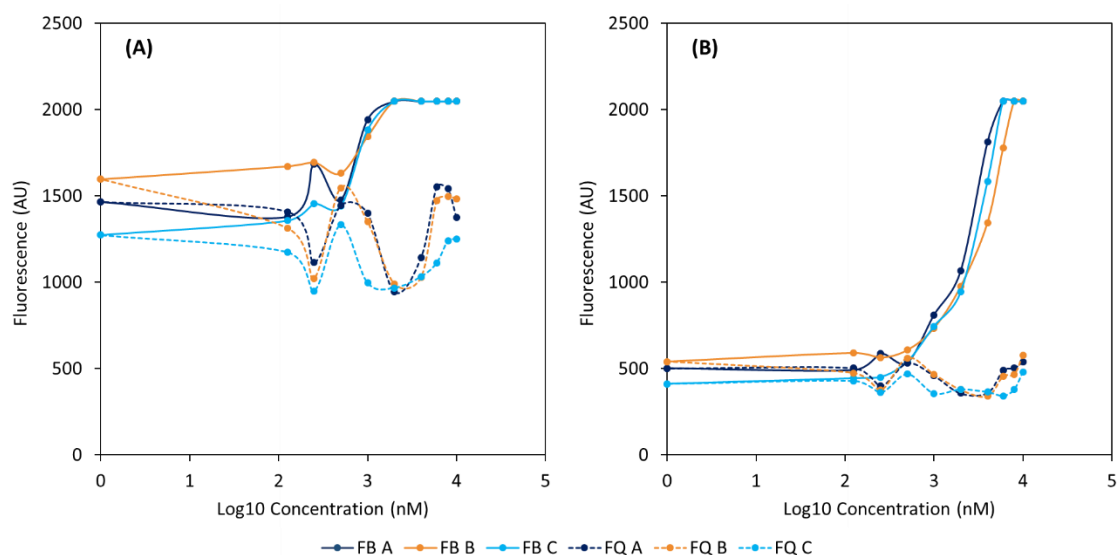 (A)
2500
2000
1500
1000
500
0
Fluorescence (AU)
0 1 2 3 4 5
Log10 Concentration (nM)
(B)
2500
2000
1500
1000
500
0
Fluorescence (AU)
0 1 2 3 4 5
Log10 Concentration (nM)
FB A FB B FB C FQ A FQ B FQ C